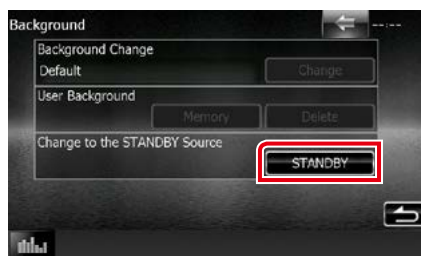 Background --:--
Background Change
Default Change
User Background
Memory Delete
Change to the STANDBY Source
STANDBY